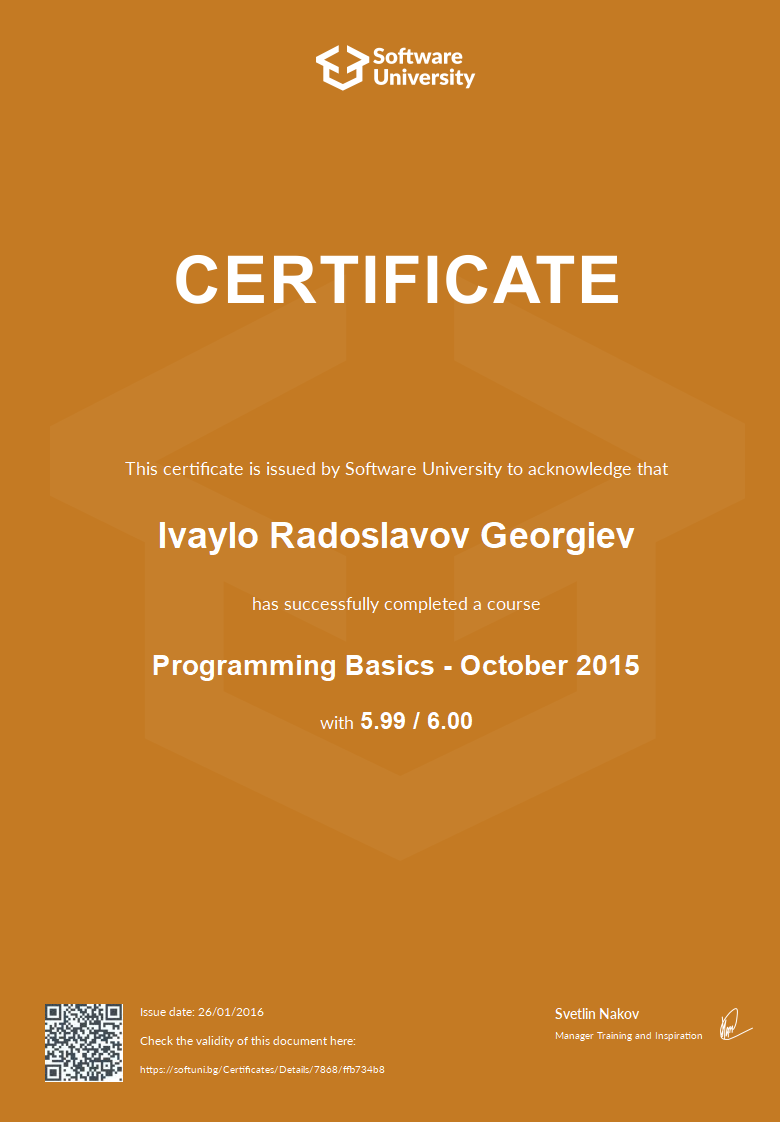 Software
University
CERTIFICATE
This certificate is issued by Software University to acknowledge that
Ivaylo Radoslavov Georgiev
has successfully completed a course
Programming Basics - October 2015
with 5.99 / 6.00
Issue date: 26/01/2016
Check the validity of this document here:
https://softuni.bg/Certificates/Details/7868/ffb734b8
Svetlin Nakov
Manager Training and Inspiration